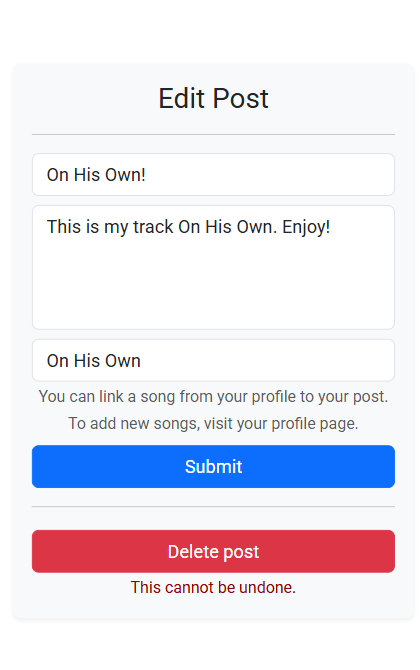 Edit Post
On His Own!
This is my track On His Own. Enjoy!
On His Own
You can link a song from your profile to your post.
To add new songs, visit your profile page.
Submit
Delete post
This cannot be undone.